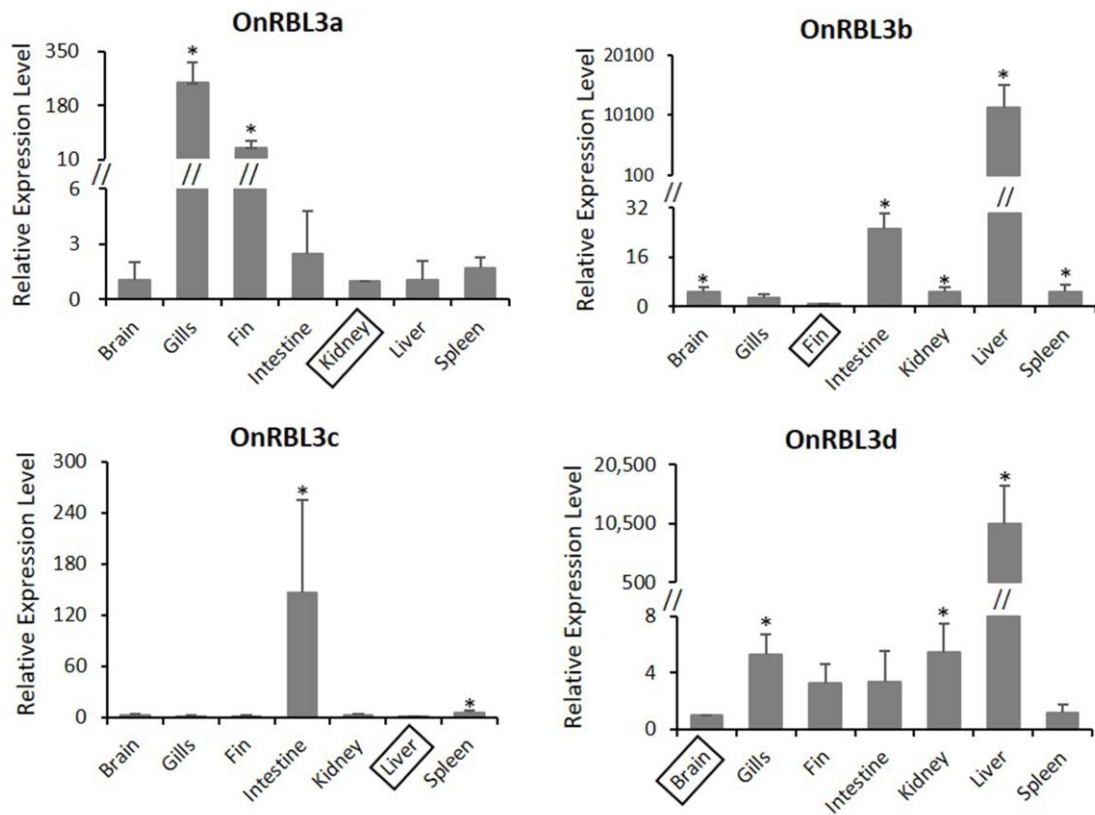 OnRBL3a
Relative Expression Level
350
*
180
*
10
//
//
//
6
3
0
Brain
Gills
Fin
Intestine
Kidney
Liver
Spleen
OnRBL3b
Relative Expression Level
20100
*
10100
100
//
//
32
*
16
*
*
*
0
Brain
Gills
Fin
Intestine
Kidney
Liver
Spleen
OnRBL3c
Relative Expression Level
300
*
240
180
120
60
*
0
Brain
Gills
Fin
Intestine
Kidney
Liver
Spleen
OnRBL3d
Relative Expression Level
20,500
*
10,500
500
//
//
8
*
*
4
0
Brain
Gills
Fin
Intestine
Kidney
Liver
Spleen